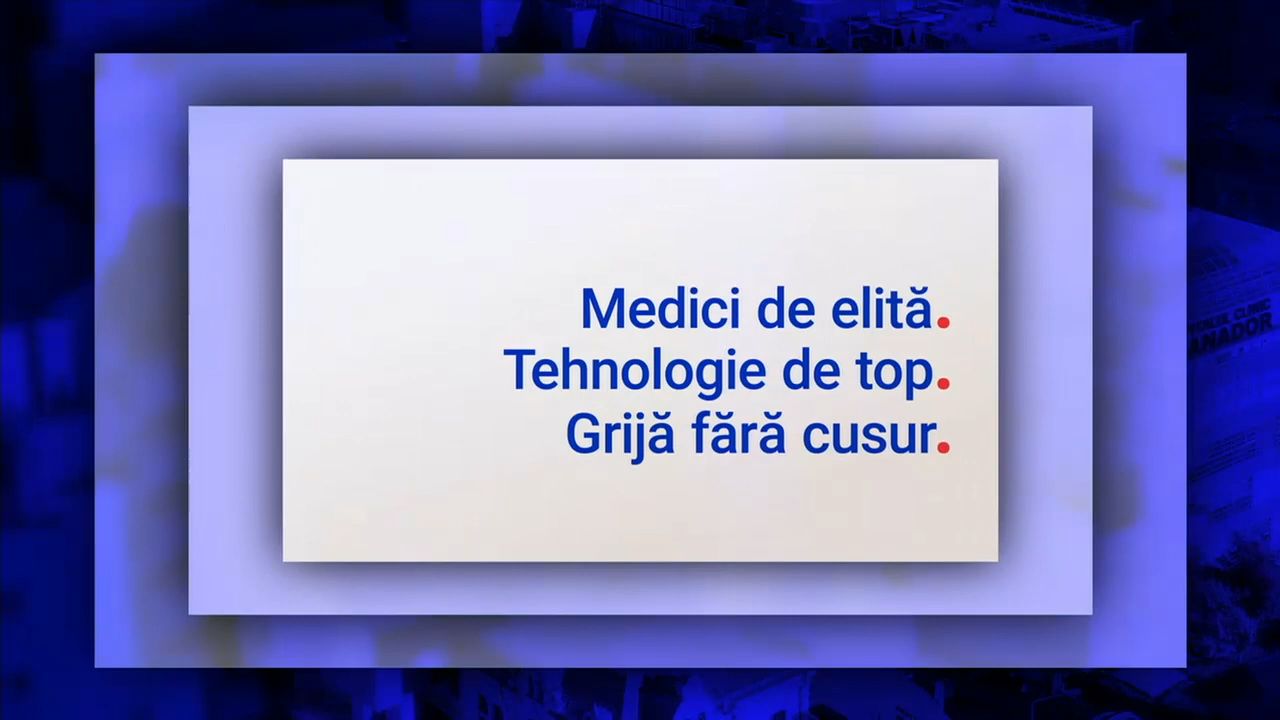 Medici de elită.
Tehnologie de top.
Grijă fără cusur.